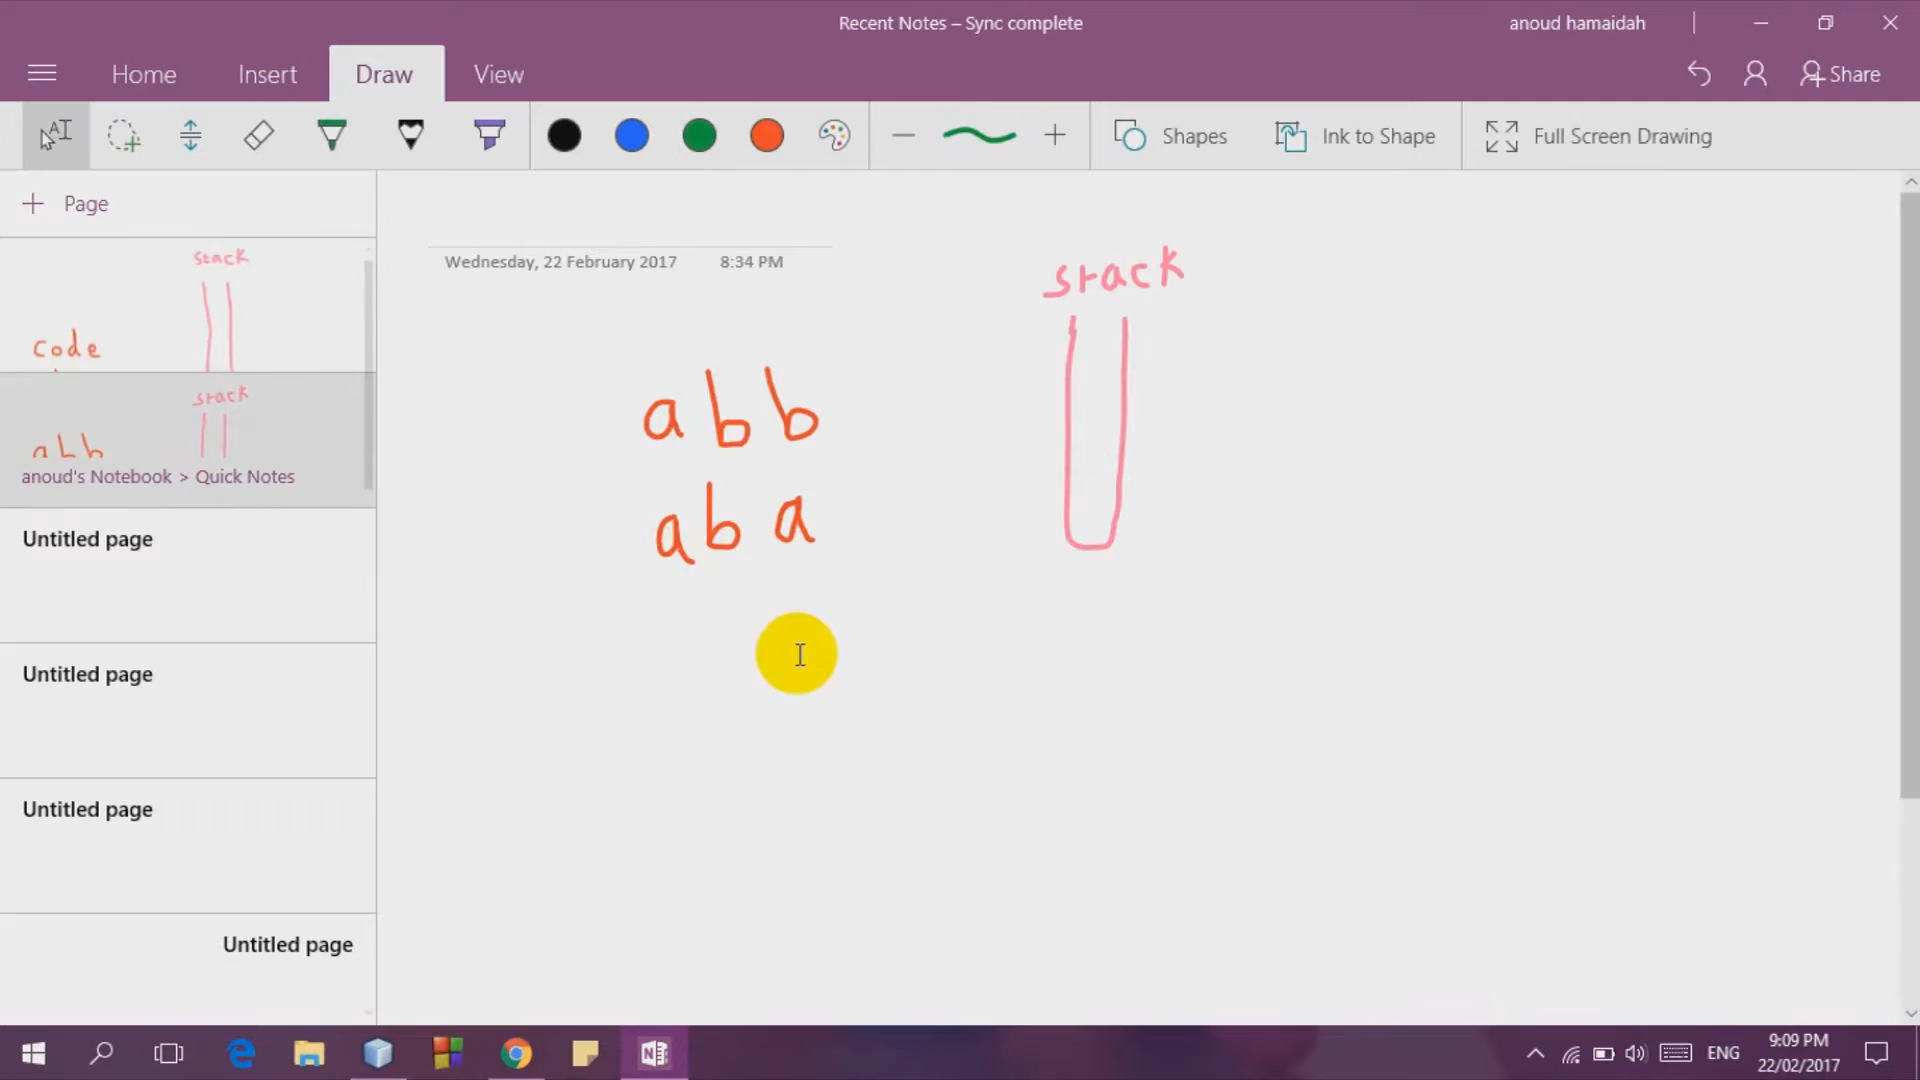 Recent Notes – Sync complete
anoud hamaidah
Home
Insert
Draw
View
Share
Shapes
Ink to Shape
Full Screen Drawing
Page
stack
code
stack
abb
anoud's Notebook > Quick Notes
Untitled page
Untitled page
Untitled page
Untitled page
Wednesday, 22 February 2017
8:34 PM
stack
abb
aba
ENG
9:09 PM
22/02/2017